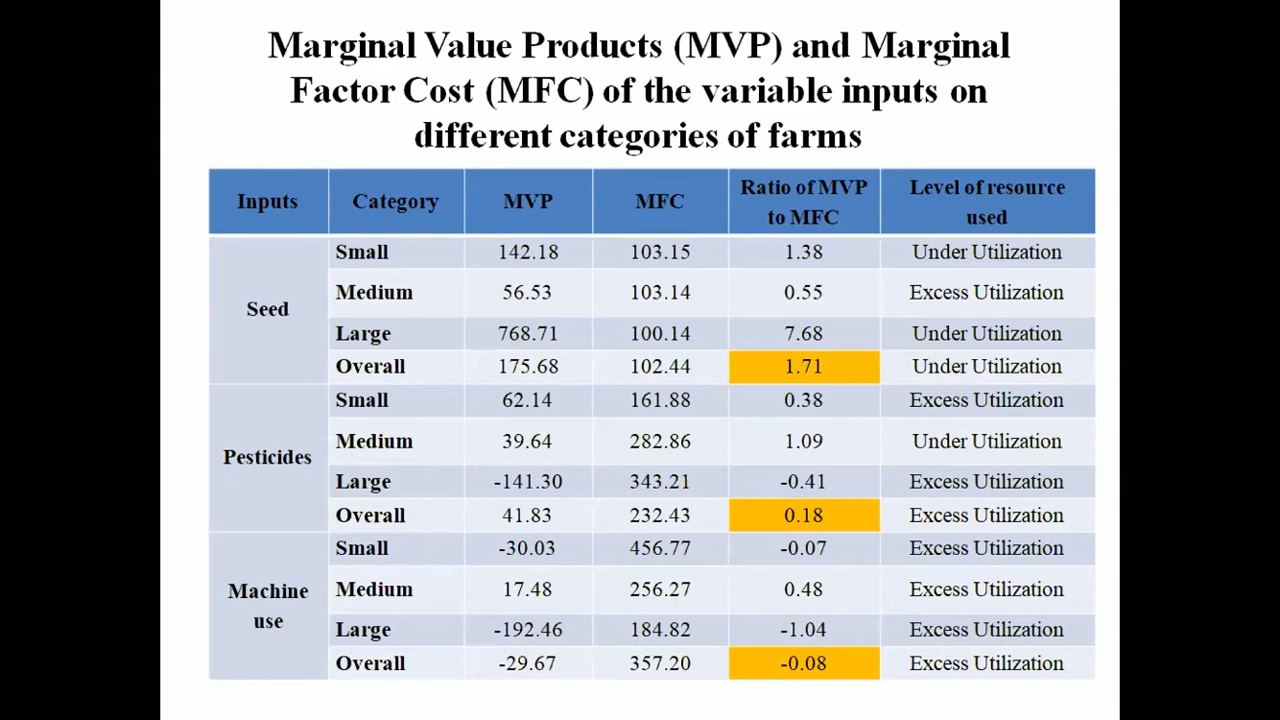 Marginal Value Products (MVP) and Marginal
Factor Cost (MFC) of the variable inputs on
different categories of farms
Inputs Category MVP MFC Ratio of MVP to MFC Level of resource used
Seed
Small 142.18 103.15 1.38 Under Utilization
Medium 56.53 103.14 0.55 Excess Utilization
Large 768.71 100.14 7.68 Under Utilization
Overall 175.68 102.44 1.71 Under Utilization
Pesticides
Small 62.14 161.88 0.38 Excess Utilization
Medium 39.64 282.86 1.09 Under Utilization
Large -141.30 343.21 -0.41 Excess Utilization
Overall 41.83 232.43 0.18 Excess Utilization
Machine
use
Small -30.03 456.77 -0.07 Excess Utilization
Medium 17.48 256.27 0.48 Excess Utilization
Large -192.46 184.82 -1.04 Excess Utilization
Overall -29.67 357.20 -0.08 Excess Utilization